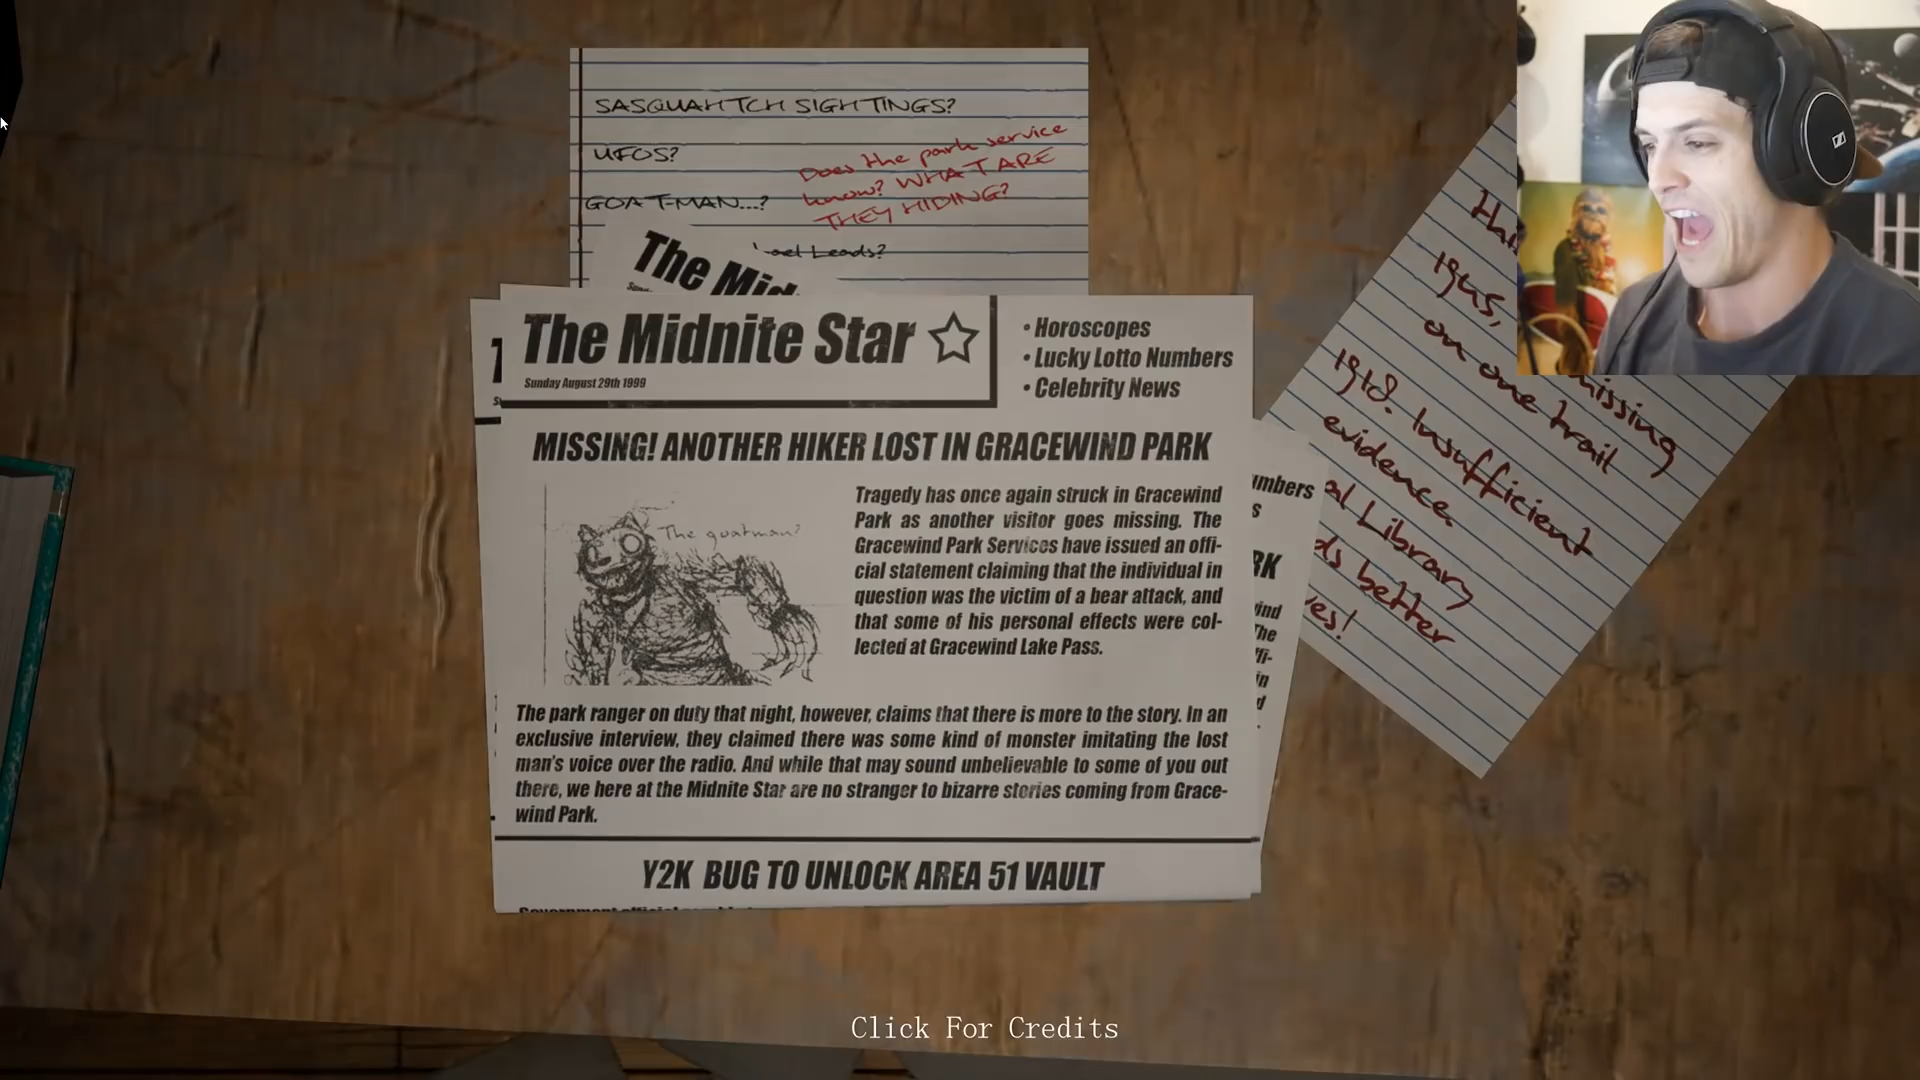 SASQUAHTCH SIGHTINGS?
UFOS?
GOAT-MAN...?
Does the park service
know? WHAT ARE
THEY HIDING?
Leads?
The Mid
The Midnite Star
Sunday August 29th 1999
• Horoscopes
• Lucky Lotto Numbers
• Celebrity News
MISSING! ANOTHER HIKER LOST IN GRACEWIND PARK
The goatman?
Tragedy has once again struck in Gracewind
Park as another visitor goes missing. The
Gracewind Park Services have issued an offi-
cial statement claiming that the individual in
question was the victim of a bear attack, and
that some of his personal effects were col-
lected at Gracewind Lake Pass.
The park ranger on duty that night, however, claims that there is more to the story. In an
exclusive interview, they claimed there was some kind of monster imitating the lost
man's voice over the radio. And while that may sound unbelievable to some of you out
there, we here at the Midnite Star are no stranger to bizarre stories coming from Grace-
wind Park.
Y2K BUG TO UNLOCK AREA 51 VAULT
umbers
RK
missing
on one trail
1918. Insufficient
evidence.
al Library
ds better
Click For Credits